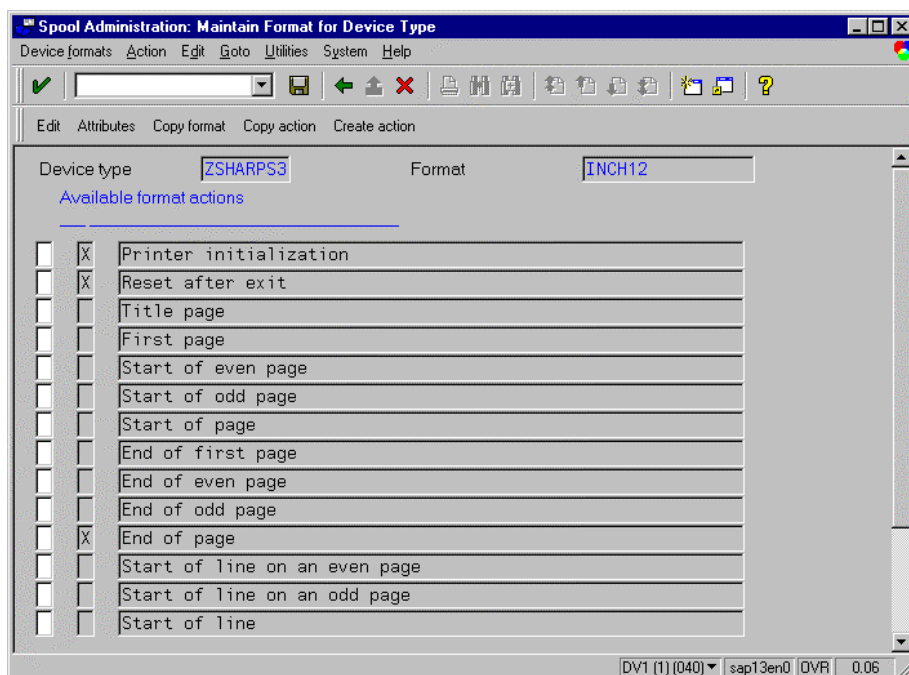 Spool Administration: Maintain Format for Device Type
Device formats Action Edit Goto Utilities System Help
Edit Attributes Copy format Copy action Create action
Device type ZSHARPS3 Format INCH12
Available format actions
X Printer initialization
X Reset after exit
Title page
First page
Start of even page
Start of odd page
Start of page
End of first page
End of even page
End of odd page
X End of page
Start of line on an even page
Start of line on an odd page
Start of line
DV1 (1) (040) sap13en0 OVR 0.06